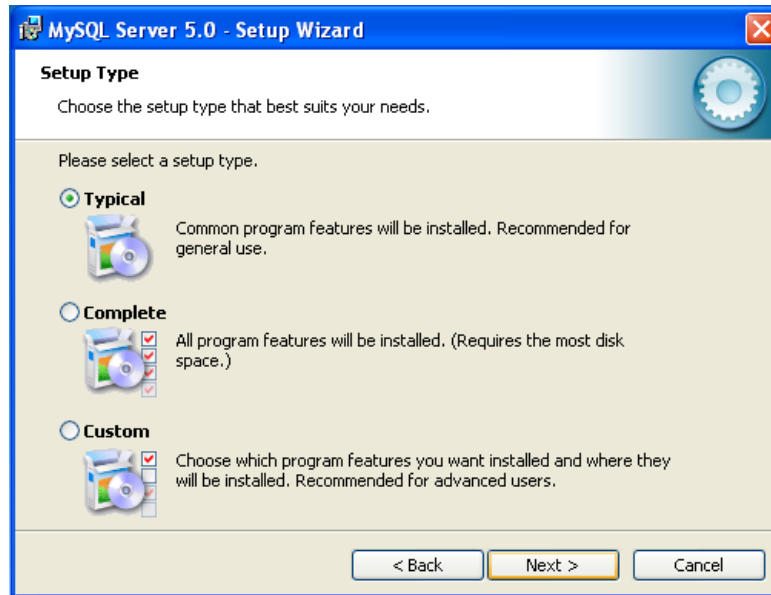 MySQL Server 5.0 - Setup Wizard
Setup Type
Choose the setup type that best suits your needs.
Please select a setup type.
Typical
Common program features will be installed. Recommended for
general use.
Complete
All program features will be installed. (Requires the most disk
space.)
Custom
Choose which program features you want installed and where they
will be installed. Recommended for advanced users.
< Back
Next >
Cancel